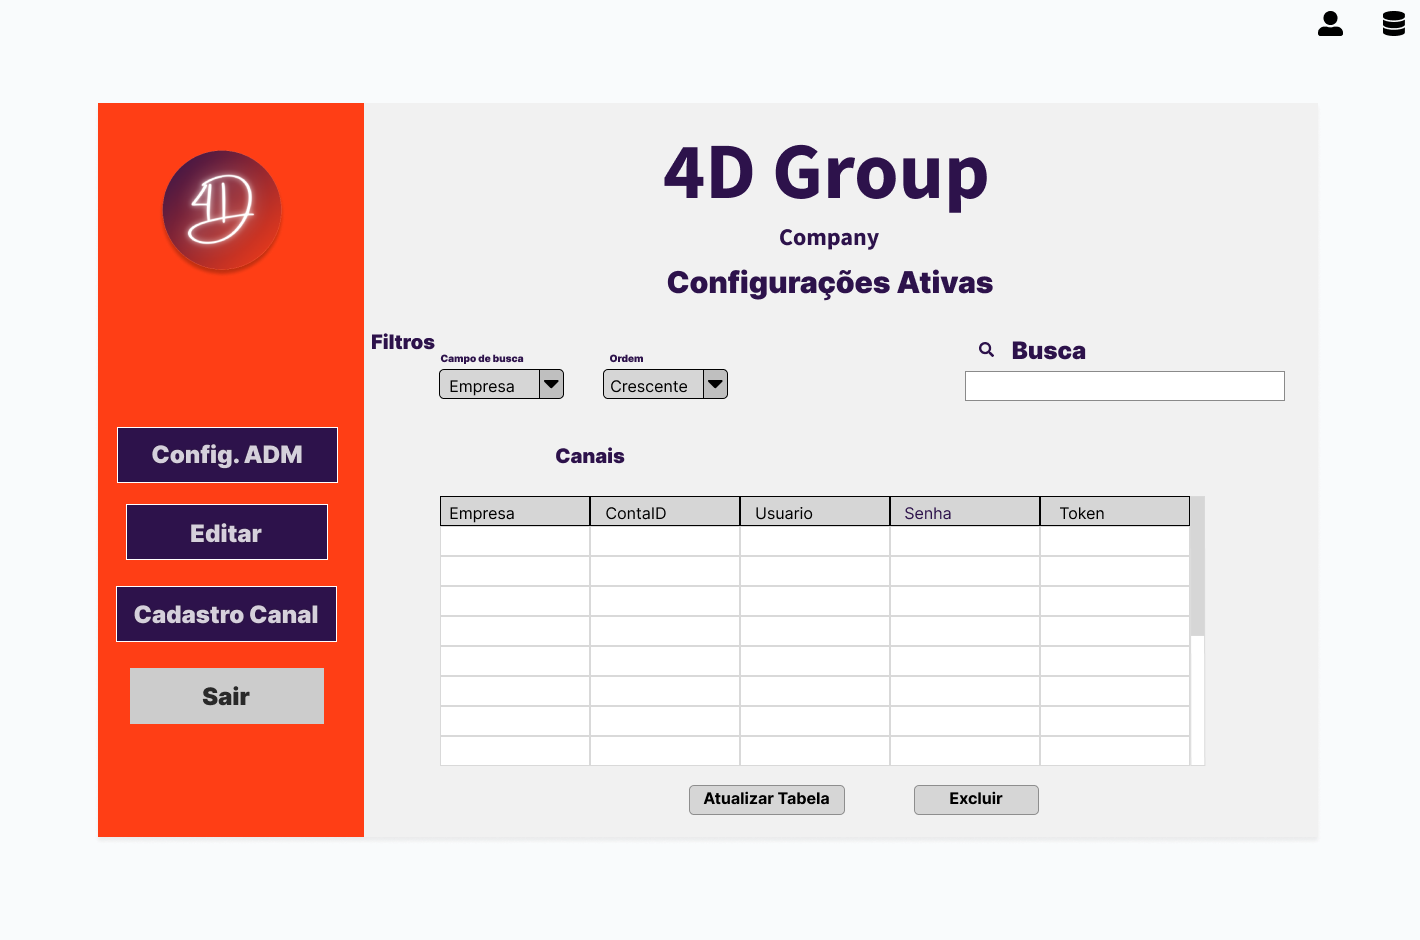 4D
4D Group
Company
Configurações Ativas
Filtros
Campo de busca
Ordem
Empresa
Crescente
Busca
Config. ADM
Editar
Cadastro Canal
Sair
Canais
Empresa ContaID Usuario Senha Token
Atualizar Tabela
Excluir